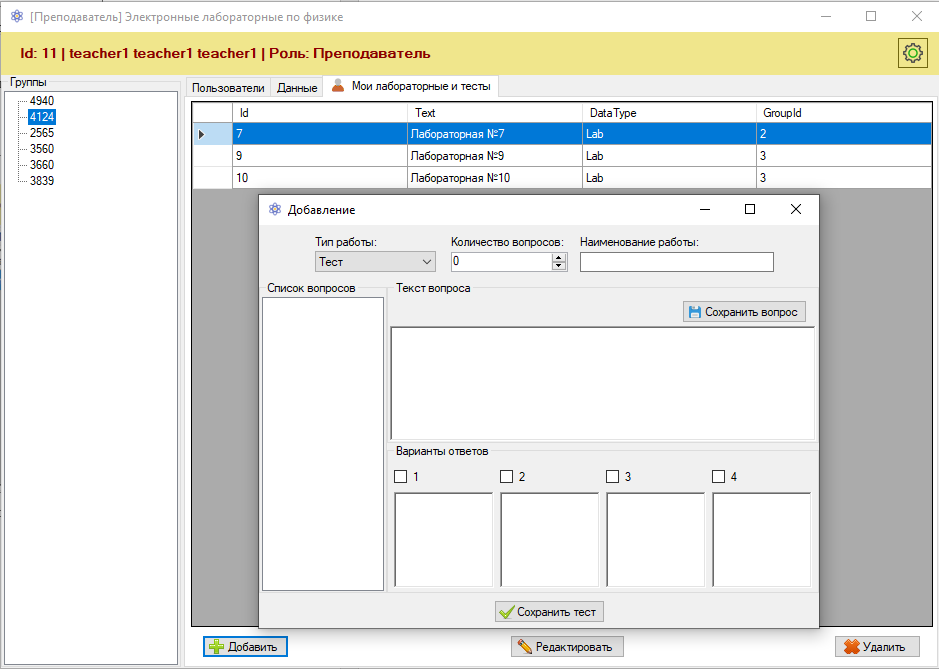 [Преподаватель] Электронные лабораторные по физике
Id: 11 | teacher1 teacher1 teacher1 | Роль: Преподаватель
Группы
4940
4124
2565
3560
3660
3839
Пользователи Данные Мои лабораторные и тесты
Id Text DataType GroupId
7 Лабораторная №7 Lab 2
9 Лабораторная №9 Lab 3
10 Лабораторная №10 Lab 3
Добавление
Тип работы: Количество вопросов: Наименование работы:
Тест 0
Список вопросов Текст вопроса
Сохранить вопрос
Варианты ответов
1 2 3 4
Сохранить тест
Добавить Редактировать Удалить